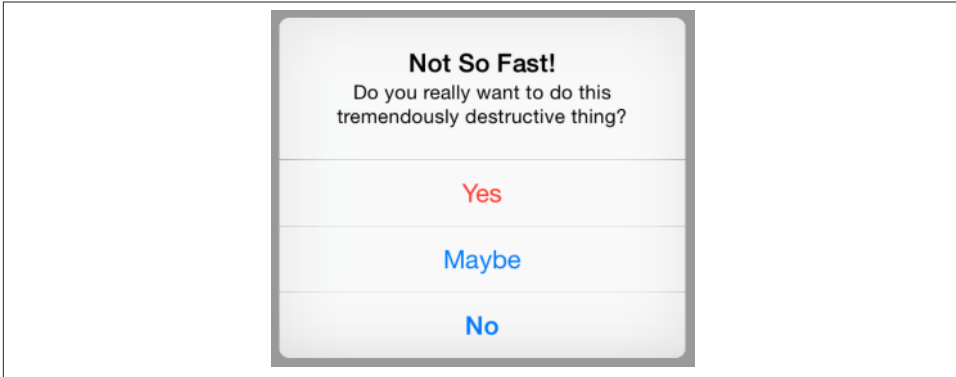 Not So Fast!
Do you really want to do this
tremendously destructive thing?
Yes
Maybe
No